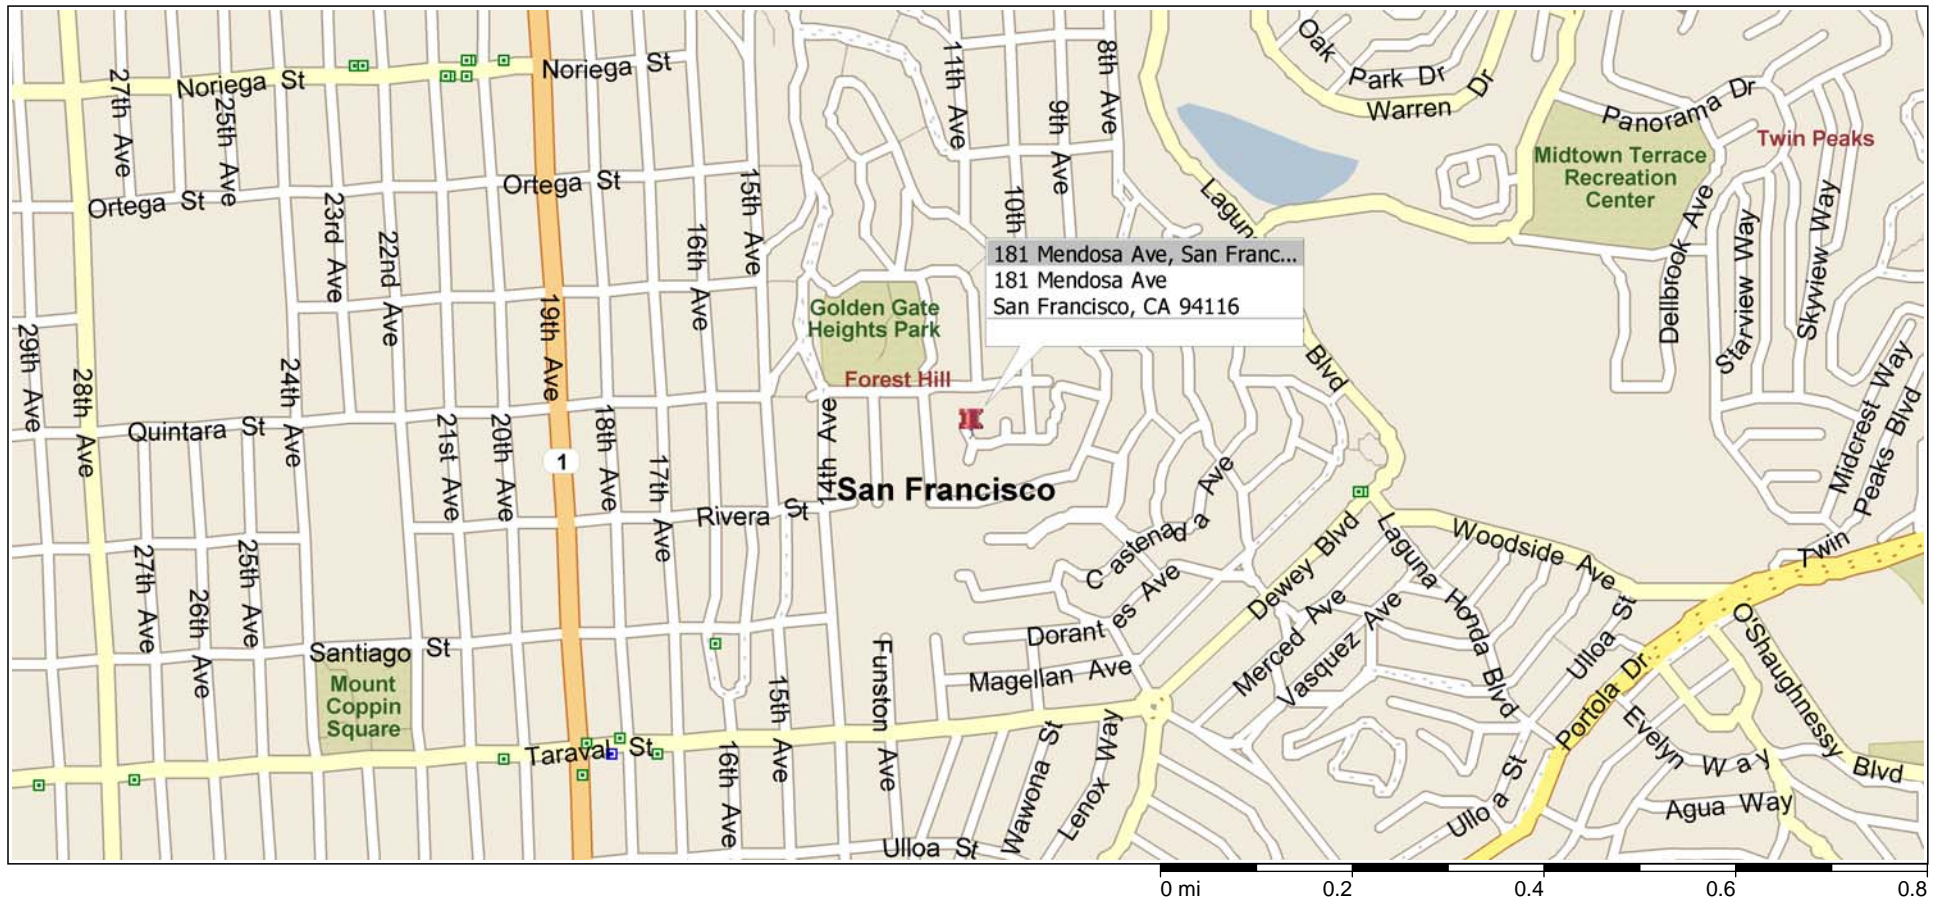 Noriega St
Noriega St
27th Ave
25th Ave
11th Ave
8th Ave
9th Ave
10th
Oak
Park Dr
Warren Dr
Panorama Dr
Twin Peaks
Midtown Terrace
Recreation
Center
Ortega St
Ortega St
23rd Ave
22nd Ave
16th Ave
15th Ave
Lagun
181 Mendosa Ave, San Franc...
181 Mendosa Ave
San Francisco, CA 94116
Blvd
Dellbrook Ave
Starview Way
Skyview Way
Golden Gate
Heights Park
Forest Hill
19th Ave
29th Ave
28th Ave
24th Ave
Quintara St
21st Ave
20th Ave
18th Ave
17th Ave
14th Ave
1
San Francisco
Rivera St
Midcrest Way
Twin Peaks Blvd
Castenada Ave
Dewey Blvd
Laguna Honda Blvd
Woodside Ave
27th Ave
26th Ave
25th Ave
Dorantes Ave
Magellan Ave
Merced Ave
Vasquez Ave
Ulloa St
Portola Dr
O'Shaughnessy Blvd
Santiago St
Mount
Coppin
Square
Funston Ave
15th Ave
16th Ave
Taraval St
Wawona St
Lenox Way
Ulloa St
Ulloa St
Evelyn Way
Agua Way
0 mi
0.2
0.4
0.6
0.8